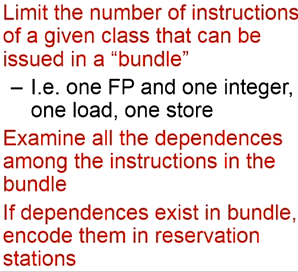 Limit the number of instructions
of a given class that can be
issued in a “bundle”
– I.e. one FP and one integer,
one load, one store
Examine all the dependences
among the instructions in the
bundle
If dependences exist in bundle,
encode them in reservation
stations